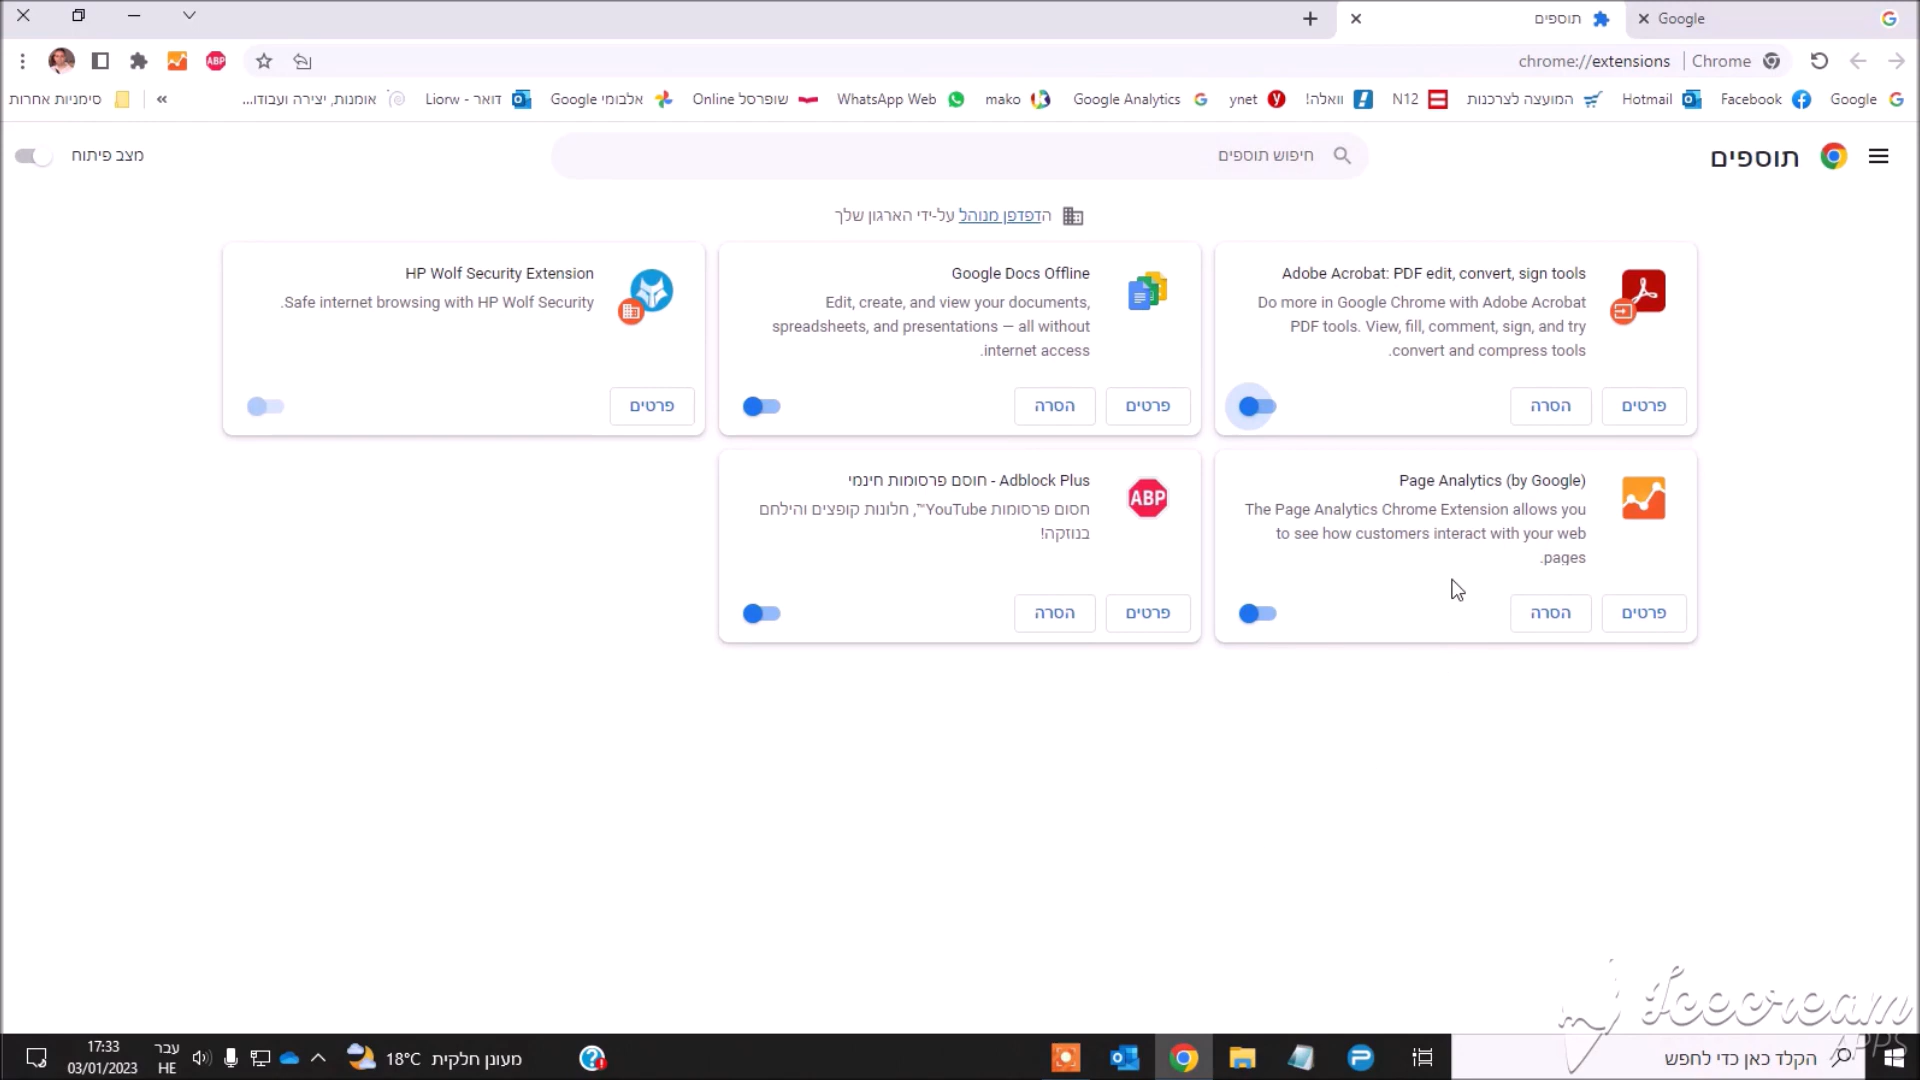 Google
תוספים
Chrome | chrome://extensions
Google
Facebook
Hotmail
המועצה לצרכנות
N12
וואלה!
ynet
Google Analytics
mako
WhatsApp Web
שופרסל Online
אלבומי Google
דואר - Liorw
אומנות, יצירה ועבודו...
»
סימניות אחרות
תוספים
חיפוש תוספים
מצב פיתוח
הדפדפן מנוהל על-ידי הארגון שלך
Adobe Acrobat: PDF edit, convert, sign tools
Do more in Google Chrome with Adobe Acrobat
PDF tools. View, fill, comment, sign, and try
convert and compress tools.
פרטים
הסרה
Google Docs Offline
Edit, create, and view your documents,
spreadsheets, and presentations — all without
internet access.
פרטים
הסרה
HP Wolf Security Extension
Safe internet browsing with HP Wolf Security.
פרטים
Page Analytics (by Google)
The Page Analytics Chrome Extension allows you
to see how customers interact with your web
pages.
פרטים
הסרה
ABP
Adblock Plus - חוסם פרסומות חינמי
חסום פרסומות YouTube™, חלונות קופצים והילחם
בנוזקה!
פרטים
הסרה
ABP
Icecream
APPS
הקלד כאן כדי לחפש
18°C מעונן חלקית
עבר
HE
17:33
03/01/2023